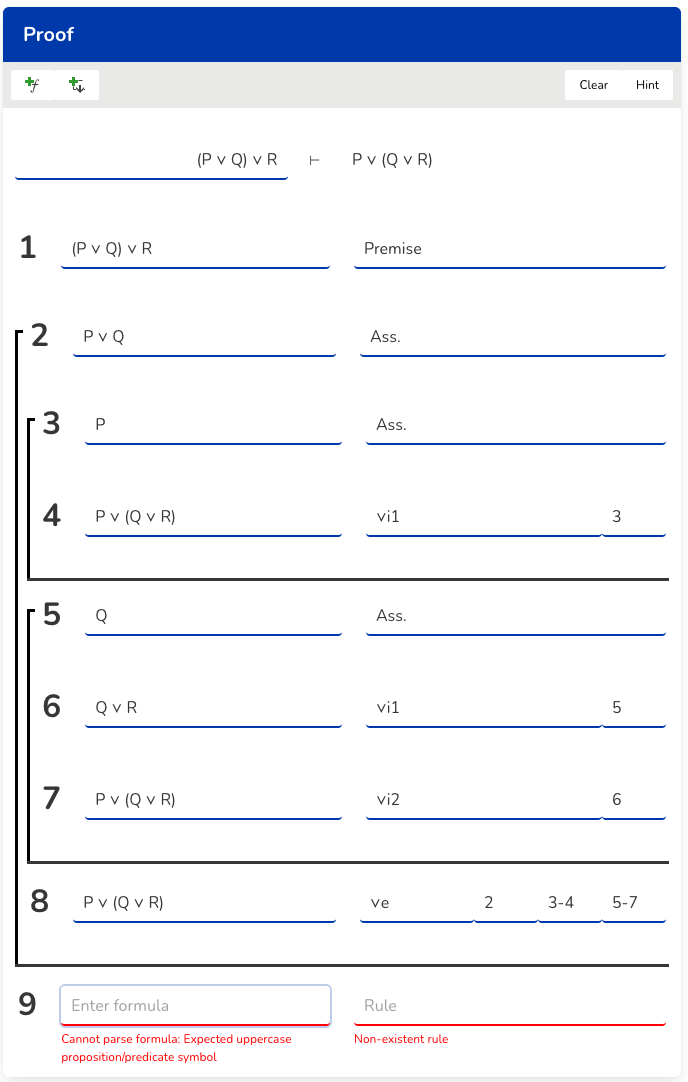 Proof
Clear Hint
(P ∨ Q) ∨ R ⊢ P ∨ (Q ∨ R)
1 (P ∨ Q) ∨ R Premise
2 P ∨ Q Ass.
3 P Ass.
4 P ∨ (Q ∨ R) ∨i1 3
5 Q Ass.
6 Q ∨ R ∨i1 5
7 P ∨ (Q ∨ R) ∨i2 6
8 P ∨ (Q ∨ R) ∨e 2 3-4 5-7
9 Enter formula Rule
Cannot parse formula: Expected uppercase Non-existent rule
proposition/predicate symbol